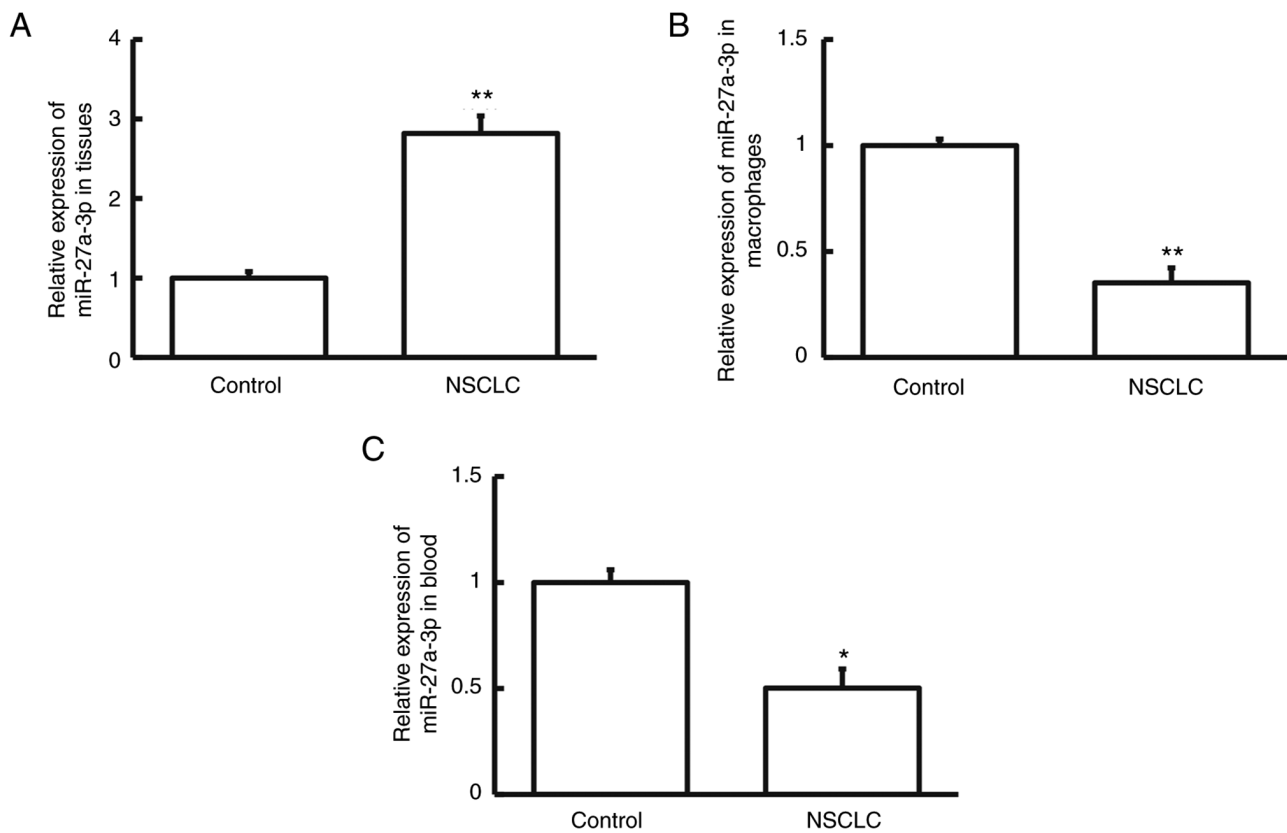 A
Relative expression of
miR-27a-3p in tissues
4
3
2
1
0
**
Control
NSCLC
B
Relative expression of miR-27a-3p in
macrophages
1.5
1
0.5
0
**
Control
NSCLC
C
Relative expression of
miR-27a-3p in blood
1.5
1
0.5
0
*
Control
NSCLC